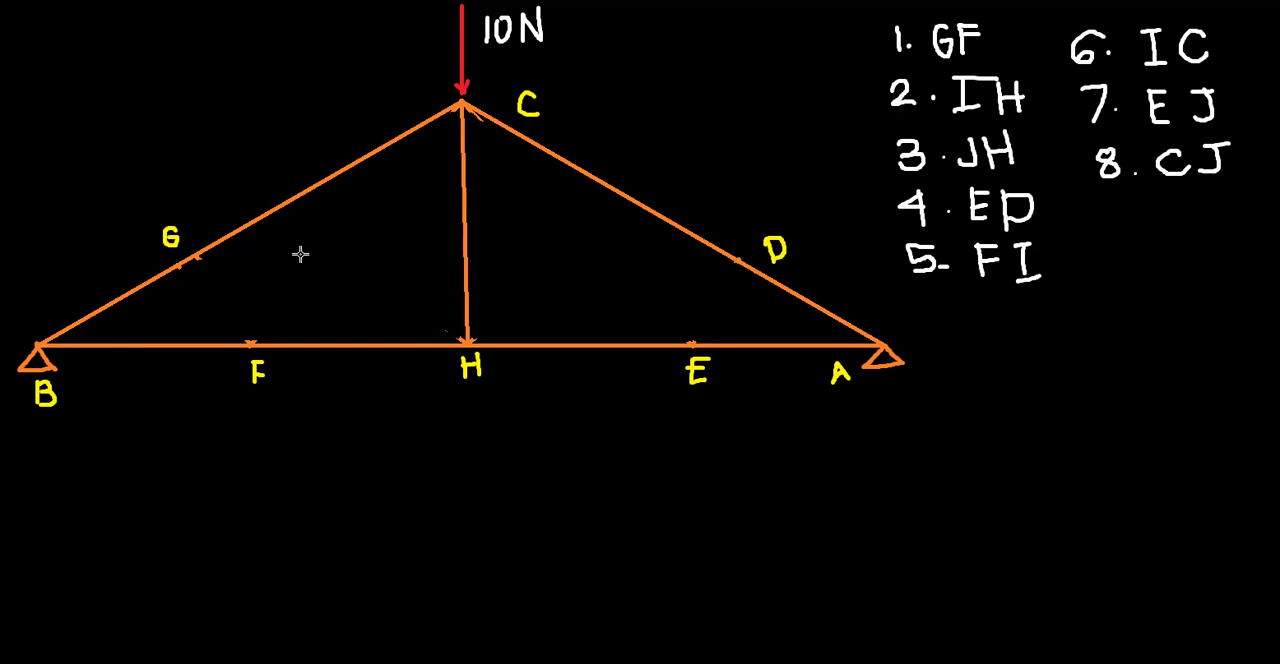 10N
C
G
D
B
F
H
E
A
1. GF
2. IH
3. JH
4. ED
5- FI
6. IC
7. EJ
8. CJ